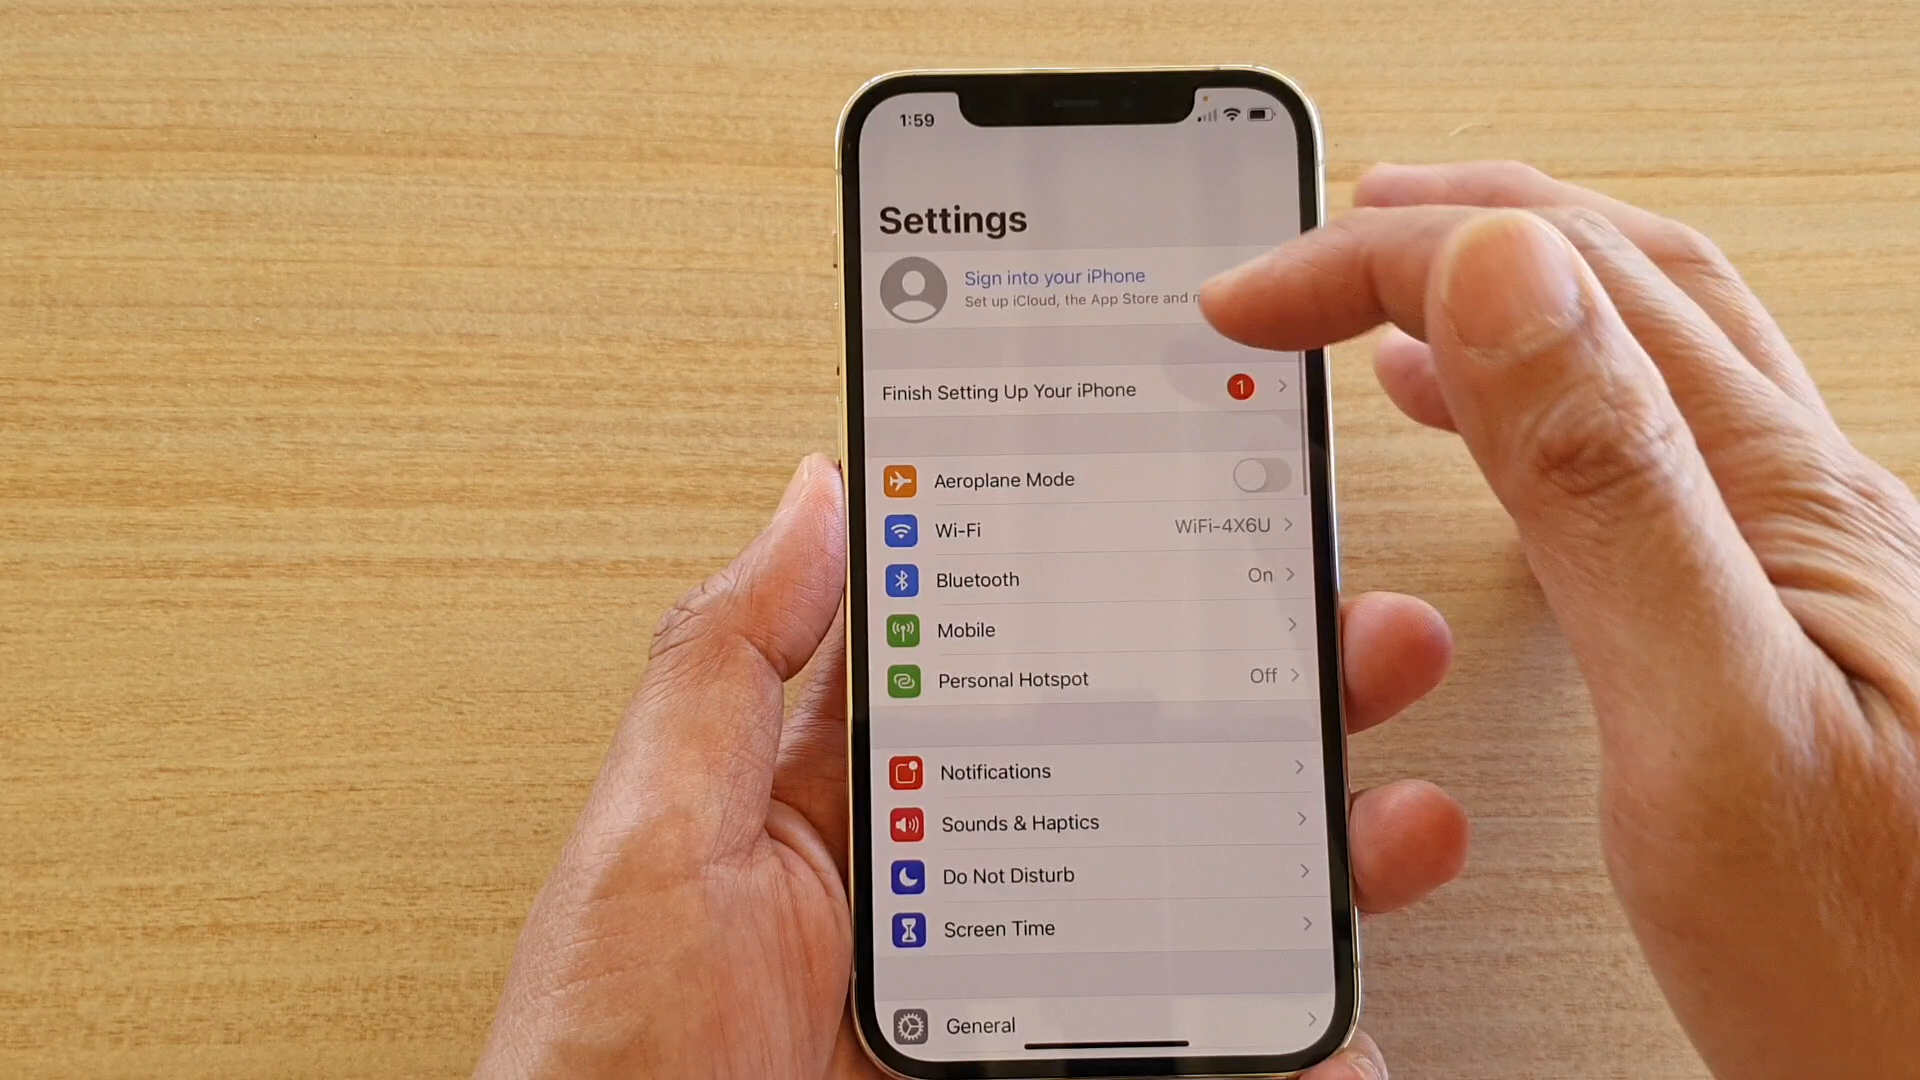 1:59
Settings
Sign into your iPhone
Set up iCloud, the App Store and
Finish Setting Up Your iPhone 1
Aeroplane Mode
Wi-Fi WiFi-4X6U
Bluetooth On
Mobile
Personal Hotspot Off
Notifications
Sounds & Haptics
Do Not Disturb
Screen Time
General